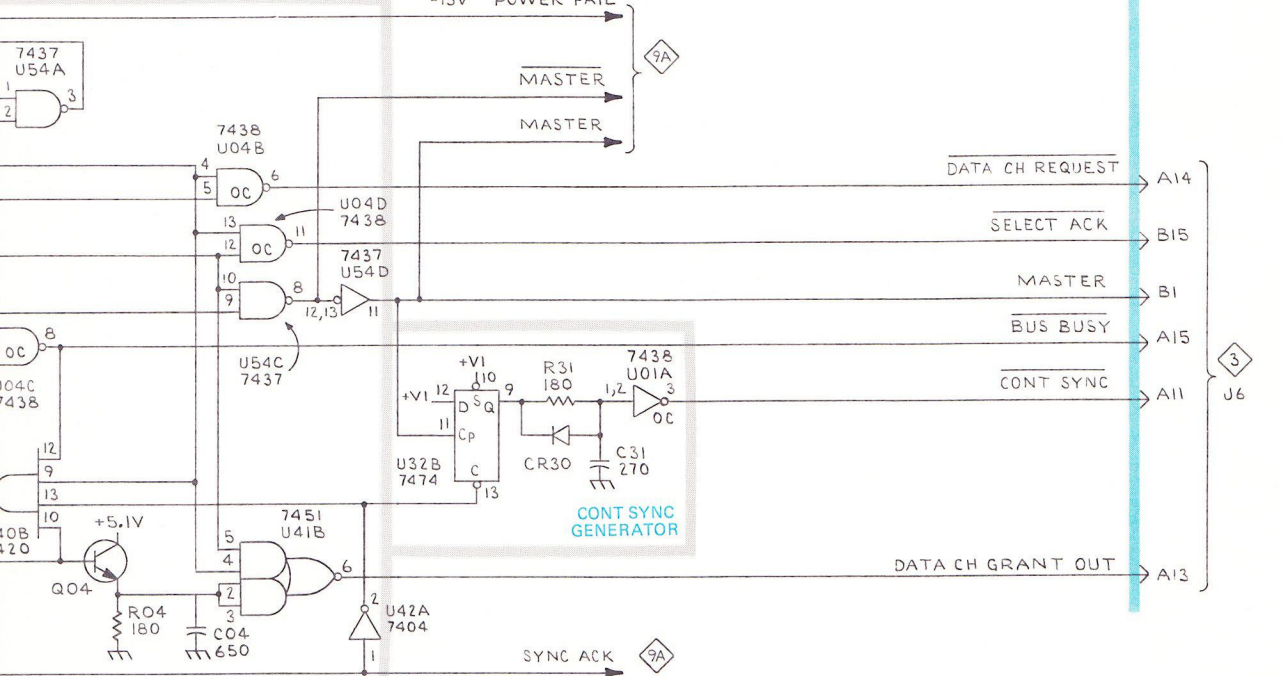 -15V POWER FAIL
7437
U54A
1
2
3
9A
MASTER
MASTER
7438
U04B
4
5
OC
6
DATA CH REQUEST
A14
U04D
7438
13
12
OC
11
SELECT ACK
B15
7437
U54D
10
9
8
12,13
11
MASTER
B1
U54C
7437
OC
8
BUS BUSY
A15
3
J6
04C
7438
+V1
10
R31
180
7438
U01A
CONT SYNC
A11
+V1
12
D S Q
9
1,2
3
OC
11
CP
C
13
U32B
7474
CR30
C31
270
CONT SYNC
GENERATOR
12
9
13
10
40B
420
+5.1V
Q04
R04
180
C04
650
7451
U41B
5
4
2
3
6
DATA CH GRANT OUT
A13
2
U42A
7404
1
SYNC ACK
9A